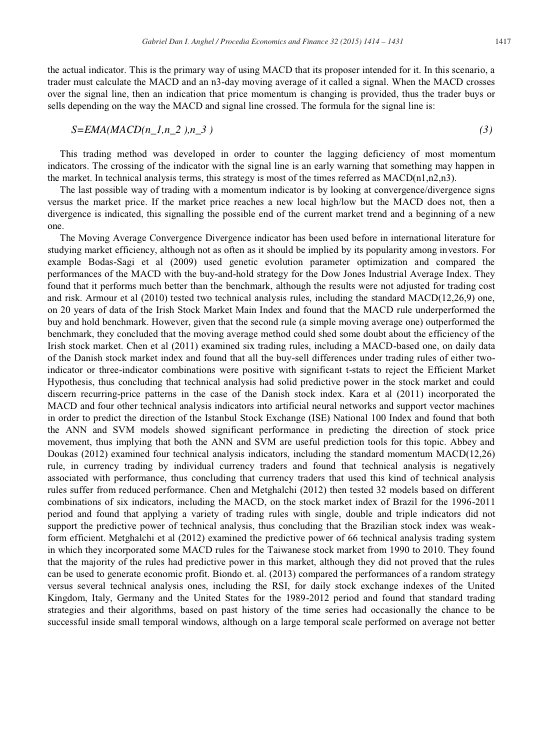 Gabriel Dan I. Anghel / Procedia Economics and Finance 32 (2015) 1414 – 1431
1417
the actual indicator. This is the primary way of using MACD that its proposer intended for it. In this scenario, a
trader must calculate the MACD and an n3-day moving average of it called a signal. When the MACD crosses
over the signal line, then an indication that price momentum is changing is provided, thus the trader buys or
sells depending on the way the MACD and signal line crossed. The formula for the signal line is:
S=EMA(MACD(n_1,n_2 ),n_3 ) (3)
This trading method was developed in order to counter the lagging deficiency of most momentum
indicators. The crossing of the indicator with the signal line is an early warning that something may happen in
the market. In technical analysis terms, this strategy is most of the times referred as MACD(n1,n2,n3).
The last possible way of trading with a momentum indicator is by looking at convergence/divergence signs
versus the market price. If the market price reaches a new local high/low but the MACD does not, then a
divergence is indicated, this signalling the possible end of the current market trend and a beginning of a new
one.
The Moving Average Convergence Divergence indicator has been used before in international literature for
studying market efficiency, although not as often as it should be implied by its popularity among investors. For
example Bodas-Sagi et al (2009) used genetic evolution parameter optimization and compared the
performances of the MACD with the buy-and-hold strategy for the Dow Jones Industrial Average Index. They
found that it performs much better than the benchmark, although the results were not adjusted for trading cost
and risk. Armour et al (2010) tested two technical analysis rules, including the standard MACD(12,26,9) one,
on 20 years of data of the Irish Stock Market Main Index and found that the MACD rule underperformed the
buy and hold benchmark. However, given that the second rule (a simple moving average one) outperformed the
benchmark, they concluded that the moving average method could shed some doubt about the efficiency of the
Irish stock market. Chen et al (2011) examined six trading rules, including a MACD-based one, on daily data
of the Danish stock market index and found that all the buy-sell differences under trading rules of either two-
indicator or three-indicator combinations were positive with significant t-stats to reject the Efficient Market
Hypothesis, thus concluding that technical analysis had solid predictive power in the stock market and could
discern recurring-price patterns in the case of the Danish stock index. Kara et al (2011) incorporated the
MACD and four other technical analysis indicators into artificial neural networks and support vector machines
in order to predict the direction of the Istanbul Stock Exchange (ISE) National 100 Index and found that both
the ANN and SVM models showed significant performance in predicting the direction of stock price
movement, thus implying that both the ANN and SVM are useful prediction tools for this topic. Abbey and
Doukas (2012) examined four technical analysis indicators, including the standard momentum MACD(12,26)
rule, in currency trading by individual currency traders and found that technical analysis is negatively
associated with performance, thus concluding that currency traders that used this kind of technical analysis
rules suffer from reduced performance. Chen and Metghalchi (2012) then tested 32 models based on different
combinations of six indicators, including the MACD, on the stock market index of Brazil for the 1996-2011
period and found that applying a variety of trading rules with single, double and triple indicators did not
support the predictive power of technical analysis, thus concluding that the Brazilian stock index was weak-
form efficient. Metghalchi et al (2012) examined the predictive power of 66 technical analysis trading system
in which they incorporated some MACD rules for the Taiwanese stock market from 1990 to 2010. They found
that the majority of the rules had predictive power in this market, although they did not proved that the rules
can be used to generate economic profit. Biondo et. al. (2013) compared the performances of a random strategy
versus several technical analysis ones, including the RSI, for daily stock exchange indexes of the United
Kingdom, Italy, Germany and the United States for the 1989-2012 period and found that standard trading
strategies and their algorithms, based on past history of the time series had occasionally the chance to be
successful inside small temporal windows, although on a large temporal scale performed on average not better